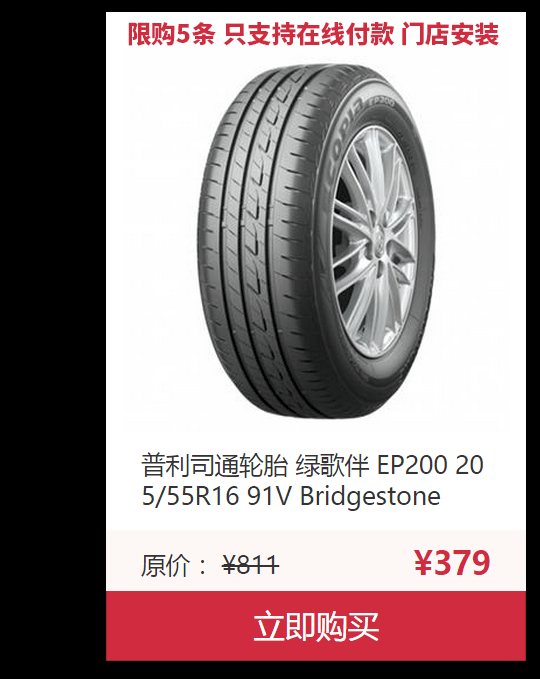 限购5条 只支持在线付款 门店安装
ECOPIA EP200
普利司通轮胎 绿歌伴 EP200 20
5/55R16 91V Bridgestone
原价： ¥811 ¥379
立即购买